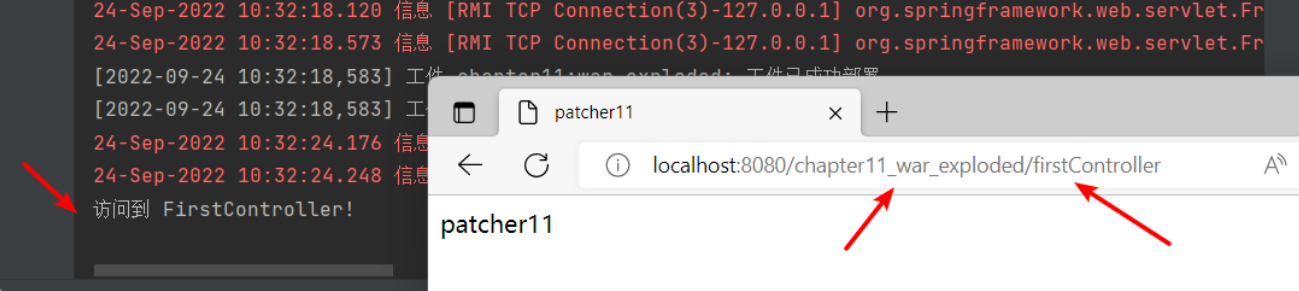 24-Sep-2022 10:32:18.120 信息 [RMI TCP Connection(3)-127.0.0.1] org.springframework.web.servlet.Fr
24-Sep-2022 10:32:18.573 信息 [RMI TCP Connection(3)-127.0.0.1] org.springframework.web.servlet.Fr
[2022-09-24 10:32:18,583] 工件 chapter11:war exploded: 工件已成功部署
[2022-09-24 10:32:18,583] 工
24-Sep-2022 10:32:24.176 信息
24-Sep-2022 10:32:24.248 信息
访问到 FirstController!
patcher11
localhost:8080/chapter11_war_exploded/firstController
patcher11